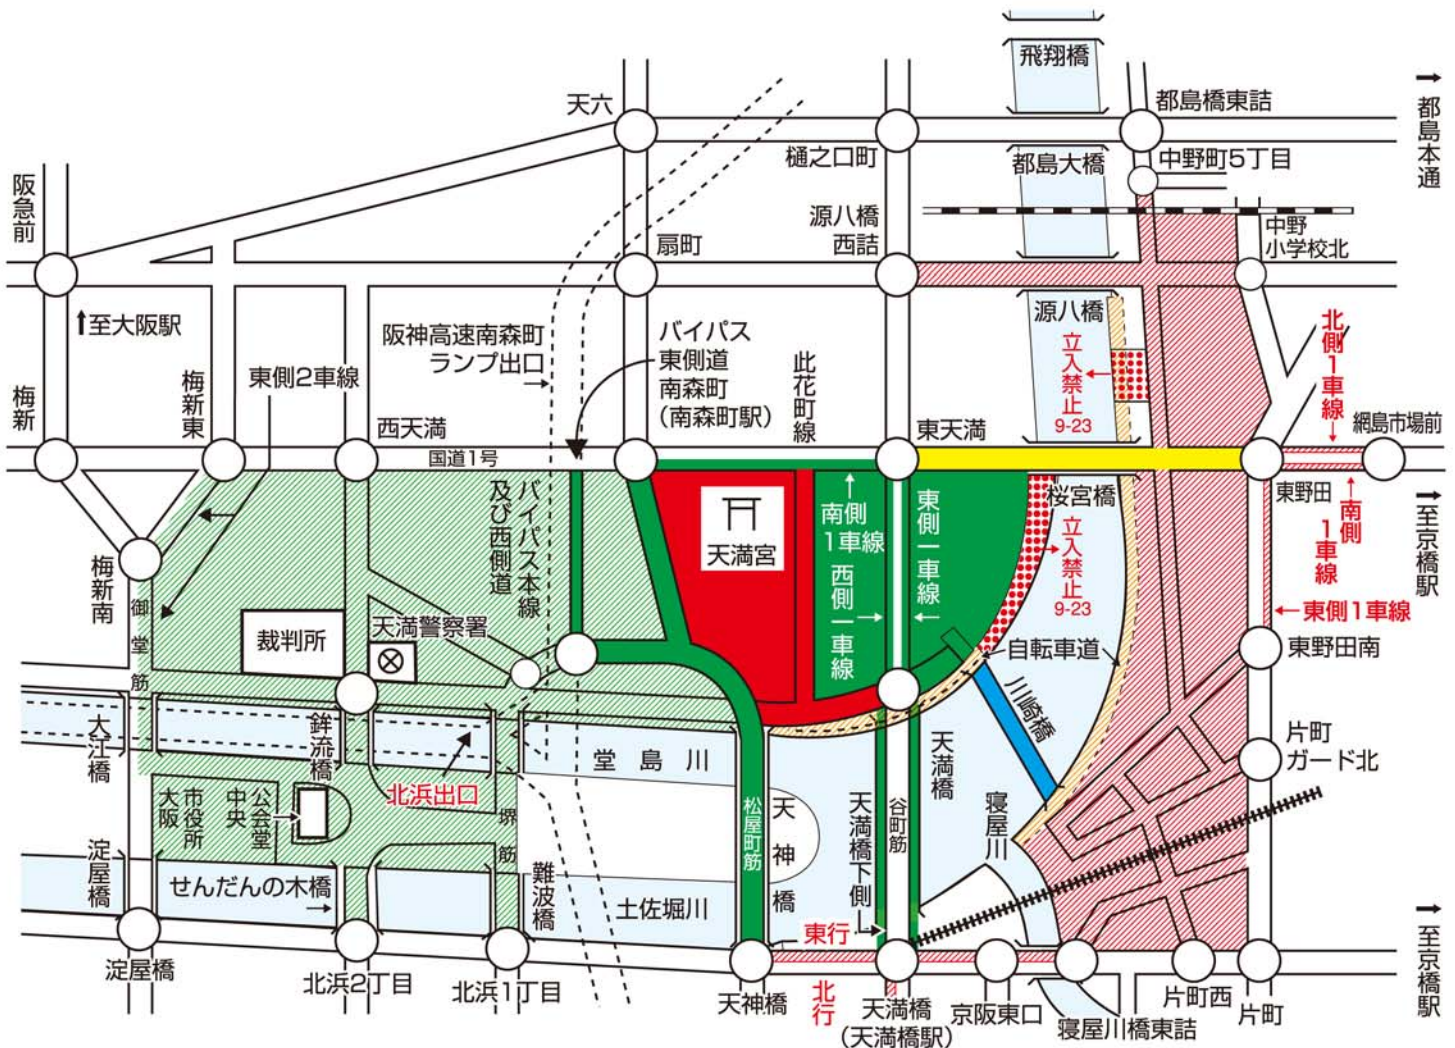 飛翔橋
天六
都島橋東詰
→都島本通
樋之口町
都島大橋
中野町5丁目
阪急前
源八橋
西詰
扇町
中野
小学校北
↑至大阪駅
阪神高速南森町
ランプ出口
→
バイパス
東側道
南森町
(南森町駅)
此花町線
源八橋
立入禁止
9-23
北側1車線
梅新
梅新東
東側2車線
西天満
国道1号
東天満
網島市場前
東野田
桜宮橋
南側
1車線
→至京橋駅
バイパス本線
及び西側道
天満宮
南側
1車線
東側一車線
西側一車線
立入禁止
9-23
←東側1車線
梅新南
御堂筋
裁判所
天満警察署
自転車道
東野田南
川崎橋
大江橋
鉾流橋
北浜出口
堂島川
天満橋
片町
ガード北
大阪
市役所
中央
公会堂
堺筋
松屋町筋
天神橋
天満橋下側
谷町筋
寝屋川
淀屋橋
せんだんの木橋
難波橋
土佐堀川
東行
淀屋橋
北浜2丁目
北浜1丁目
天神橋
北行
天満橋
(天満橋駅)
京阪東口
寝屋川橋東詰
片町西
片町
→至京橋駅